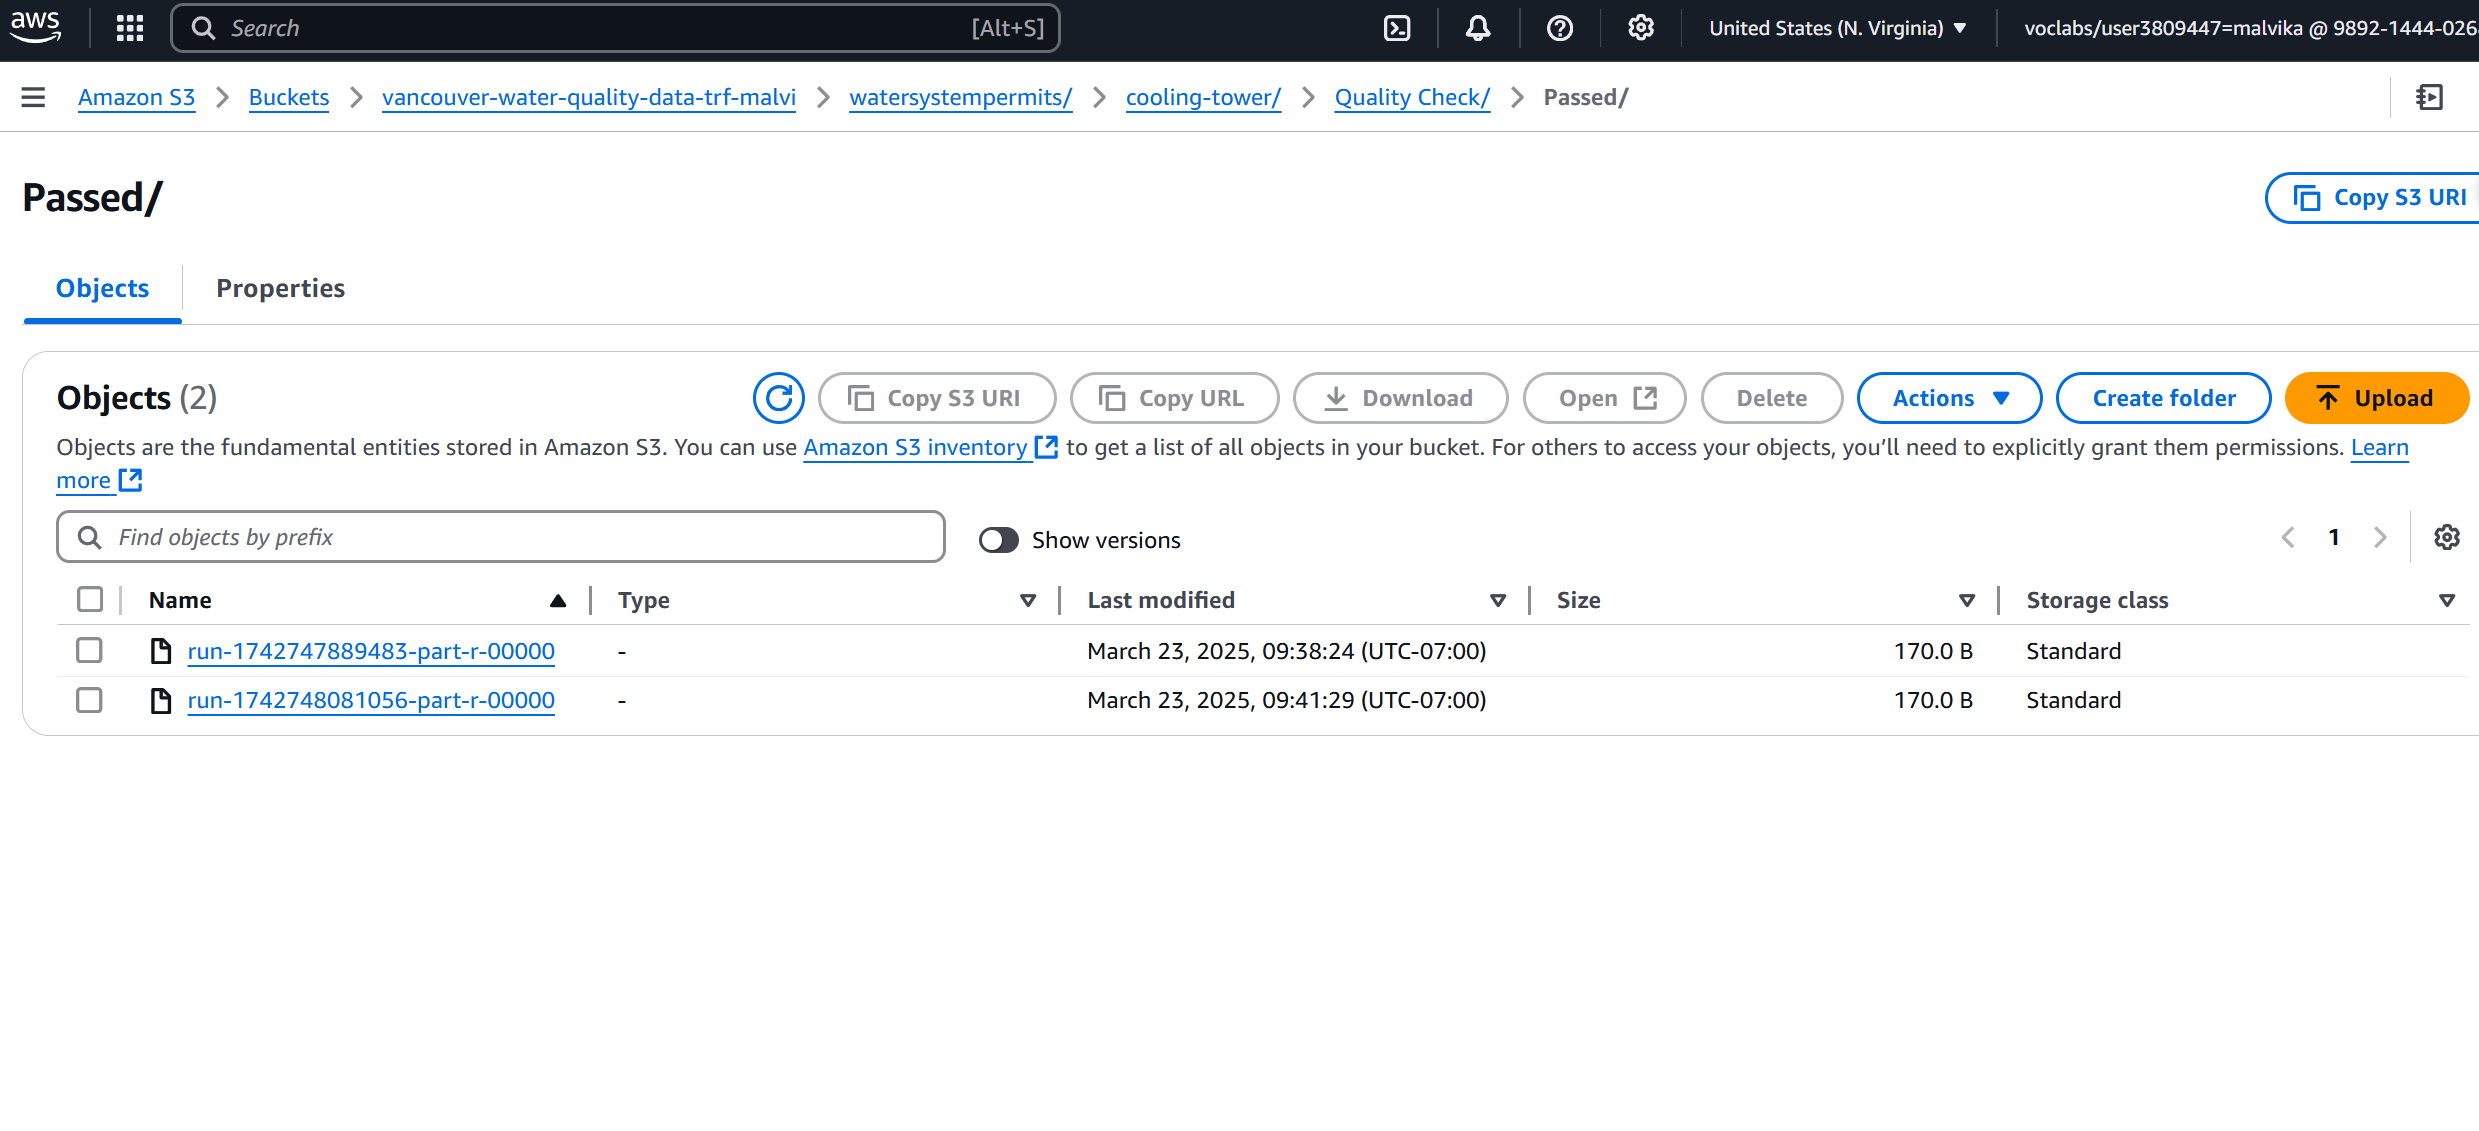 aws Search [Alt+S] United States (N. Virginia) voclabs/user3809447=malvika @ 9892-1444-026
Amazon S3 Buckets vancouver-water-quality-data-trf-malvi watersystempermits/ cooling-tower/ Quality Check/ Passed/
Passed/ Copy S3 URI
Objects Properties
Objects (2) Copy S3 URI Copy URL Download Open Delete Actions Create folder Upload
Objects are the fundamental entities stored in Amazon S3. You can use Amazon S3 inventory to get a list of all objects in your bucket. For others to access your objects, you’ll need to explicitly grant them permissions. Learn
more
Find objects by prefix Show versions 1
Name Type Last modified Size Storage class
run-1742747889483-part-r-00000 - March 23, 2025, 09:38:24 (UTC-07:00) 170.0 B Standard
run-1742748081056-part-r-00000 - March 23, 2025, 09:41:29 (UTC-07:00) 170.0 B Standard